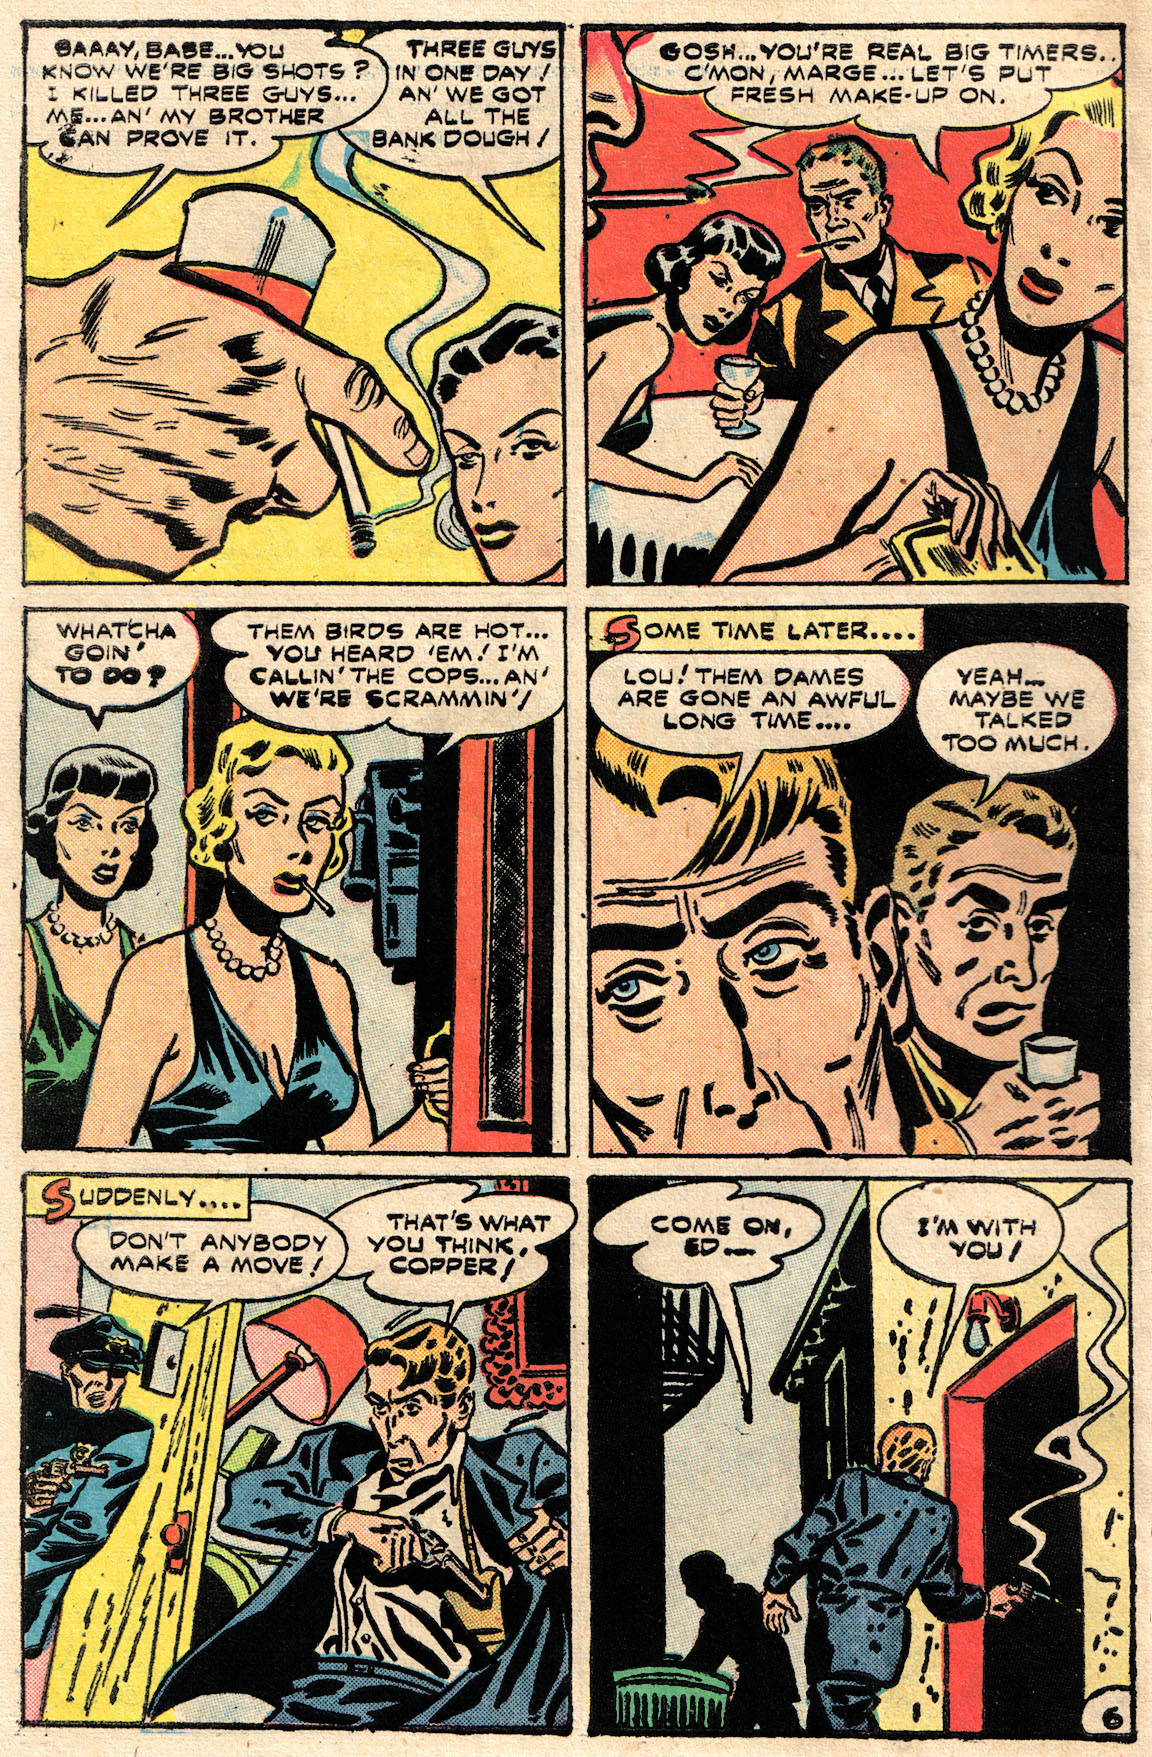 SAAAY, BABE...YOU
KNOW WE'RE BIG SHOTS?
I KILLED THREE GUYS...
ME...AN' MY BROTHER
CAN PROVE IT.
THREE GUYS
IN ONE DAY!
AN' WE GOT
ALL THE
BANK DOUGH!
GOSH...YOU'RE REAL BIG TIMERS..
C'MON, MARGE...LET'S PUT
FRESH MAKE-UP ON.
WHATCHA
GOIN'
TO DO?
THEM BIRDS ARE HOT...
YOU HEARD 'EM! I'M
CALLIN' THE COPS...AN'
WE'RE SCRAMMIN'!
SOME TIME LATER....
LOU! THEM DAMES
ARE GONE AN AWFUL
LONG TIME....
YEAH...
MAYBE WE
TALKED
TOO MUCH.
SUDDENLY....
DON'T ANYBODY
MAKE A MOVE!
THAT'S WHAT
YOU THINK,
COPPER!
COME ON,
ED...
I'M WITH
YOU!
6